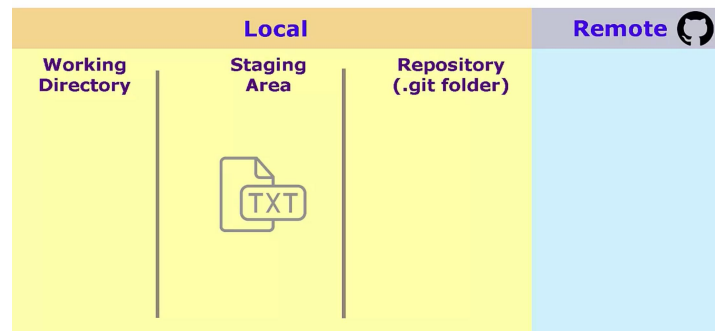 Local
Remote
Working
Directory
Staging
Area
Repository
(.git folder)
TXT